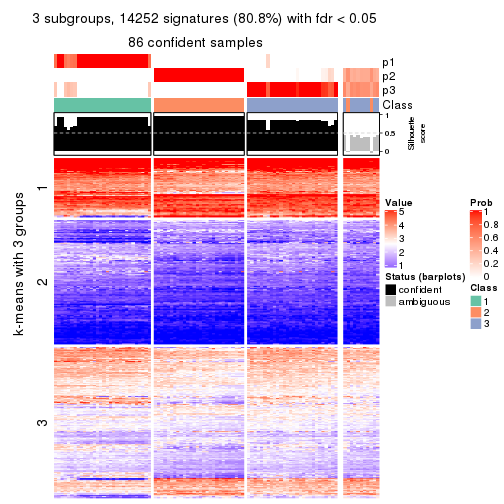 3 subgroups, 14252 signatures (80.8%) with fdr < 0.05
86 confident samples
p1
p2
p3
Class
1
0.5
0
Silhouette
score
k-means with 3 groups
1
2
3
Value
5
4
3
2
1
Status (barplots)
confident
ambiguous
Prob
1
0.8
0.6
0.4
0.2
0
Class
1
2
3